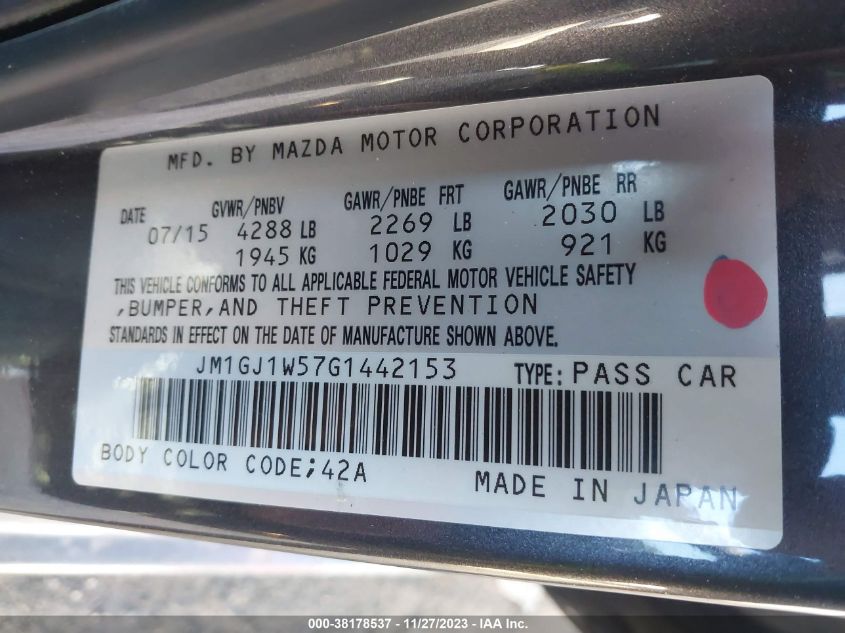 MFD. BY MAZDA MOTOR CORPORATION
DATE GVWR/PNBV GAWR/PNBE FRT GAWR/PNBE RR
07/15 4288 LB 2269 LB 2030 LB
1945 KG 1029 KG 921 KG
THIS VEHICLE CONFORMS TO ALL APPLICABLE FEDERAL MOTOR VEHICLE SAFETY
,BUMPER,AND THEFT PREVENTION
STANDARDS IN EFFECT ON THE DATE OF MANUFACTURE SHOWN ABOVE.
JM1GJ1W57G1442153 TYPE: PASS CAR
BODY COLOR CODE;42A MADE IN JAPAN
000-38178537 - 11/27/2023 - IAA Inc.